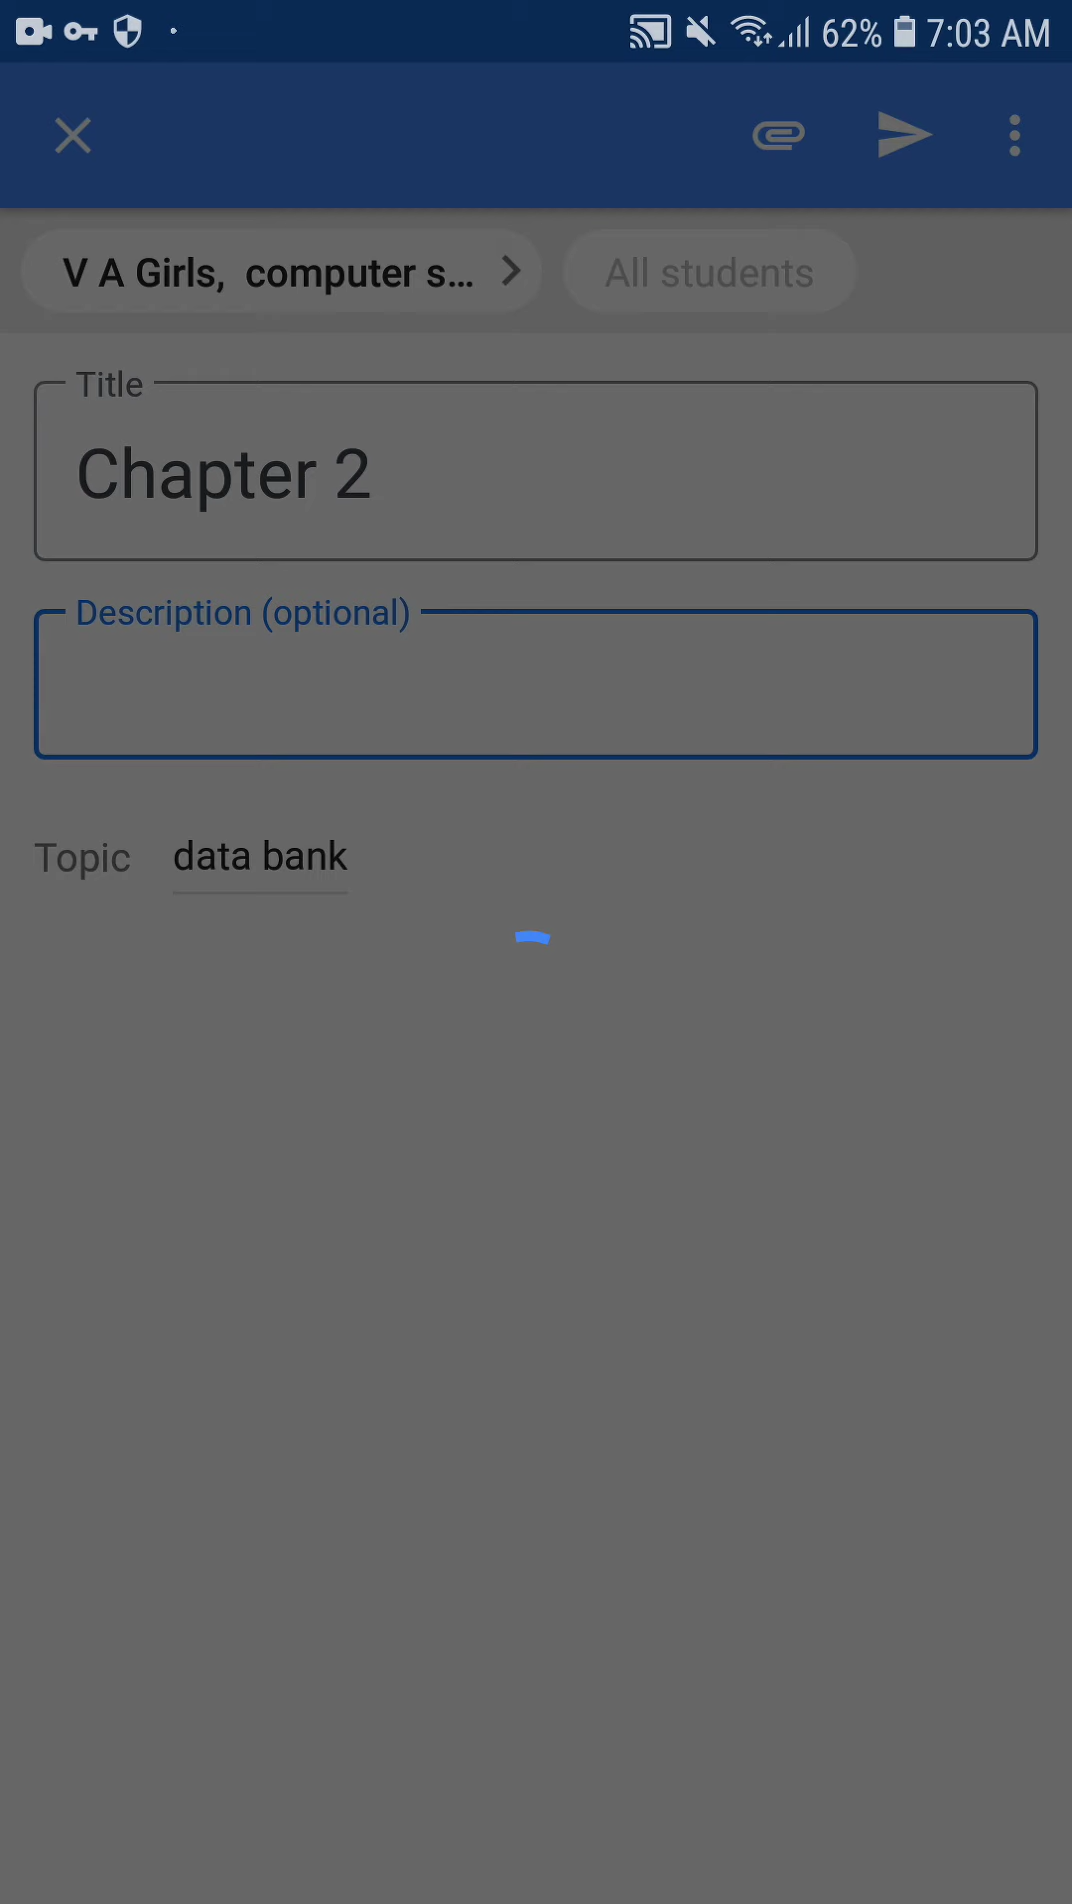 62% 7:03 AM
V A Girls, computer s... All students
Title
Chapter 2
Description (optional)
Topic data bank